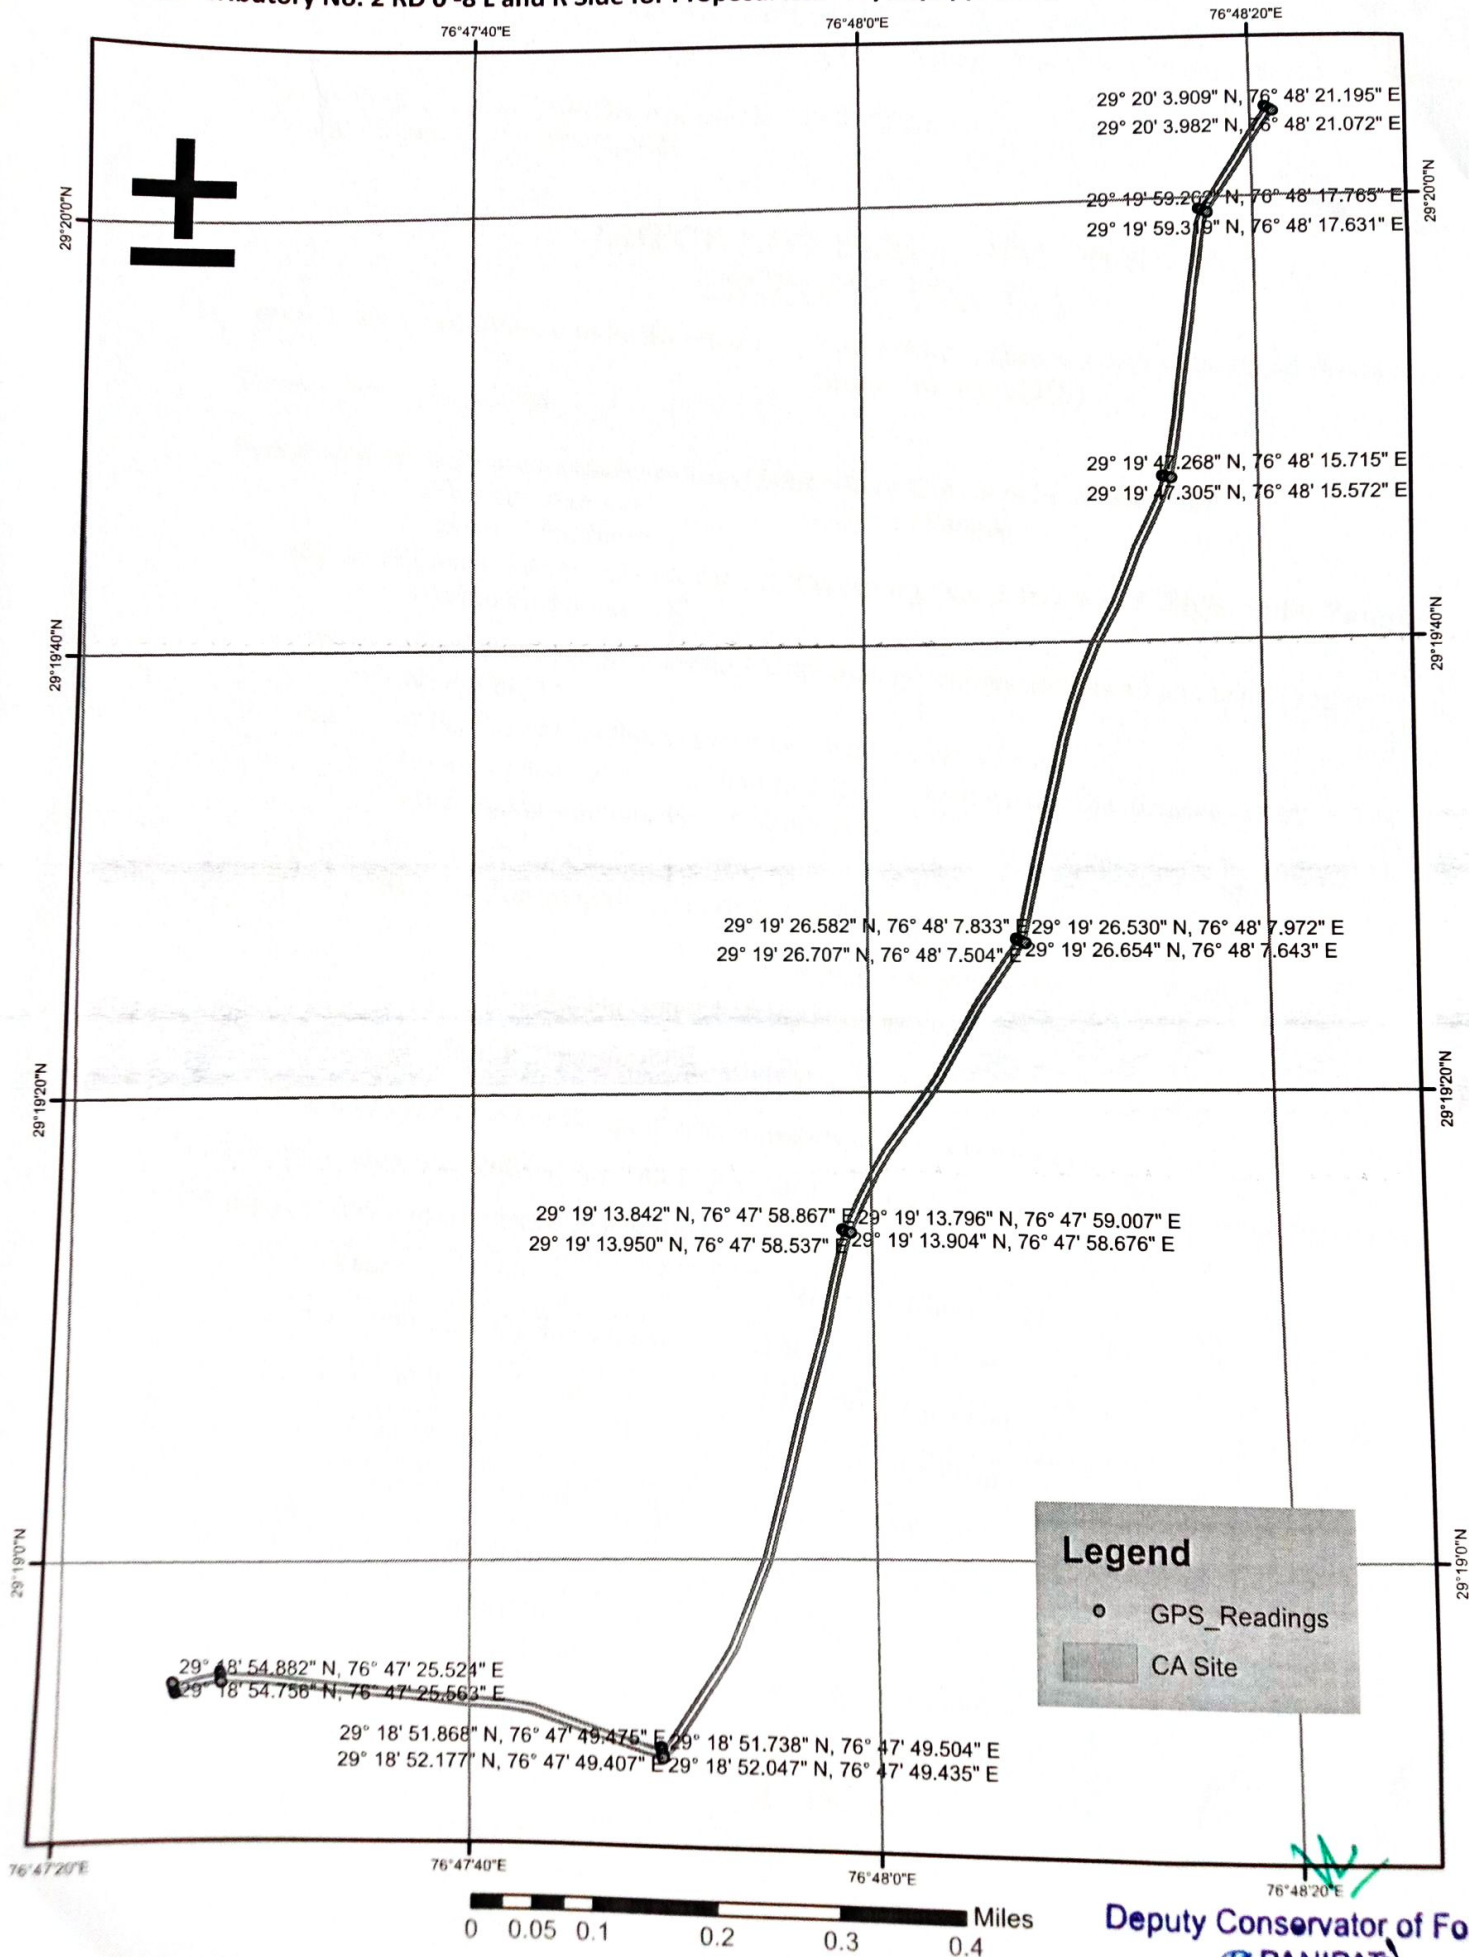 No. 2 RD 0 -8 L and R Side for
76°47'40"E
76°48'0"E
76°48'20"E
29° 20' 3.909" N, 76° 48' 21.195" E
29° 20' 3.982" N, 76° 48' 21.072" E
29°20'0"N
29°20'0"N
29° 19' 59.262" N, 76° 48' 17.765" E
29° 19' 59.319" N, 76° 48' 17.631" E
29° 19' 47.268" N, 76° 48' 15.715" E
29° 19' 47.305" N, 76° 48' 15.572" E
29°19'40"N
29°19'40"N
29° 19' 26.582" N, 76° 48' 7.833" E 29° 19' 26.530" N, 76° 48' 7.972" E
29° 19' 26.707" N, 76° 48' 7.504" E 29° 19' 26.654" N, 76° 48' 7.643" E
29°19'20"N
29°19'20"N
29° 19' 13.842" N, 76° 47' 58.867" E 29° 19' 13.796" N, 76° 47' 59.007" E
29° 19' 13.950" N, 76° 47' 58.537" E 29° 19' 13.904" N, 76° 47' 58.676" E
29°19'0"N
29°19'0"N
Legend
GPS_Readings
CA Site
29° 18' 54.882" N, 76° 47' 25.524" E
29° 18' 54.756" N, 76° 47' 25.563" E
29° 18' 51.868" N, 76° 47' 49.475" E 29° 18' 51.738" N, 76° 47' 49.504" E
29° 18' 52.177" N, 76° 47' 49.407" E 29° 18' 52.047" N, 76° 47' 49.435" E
76°47'20"E
76°47'40"E
76°48'0"E
76°48'20"E
Miles
0 0.05 0.1 0.2 0.3 0.4
Deputy Conservator of Fo
PANIPAT